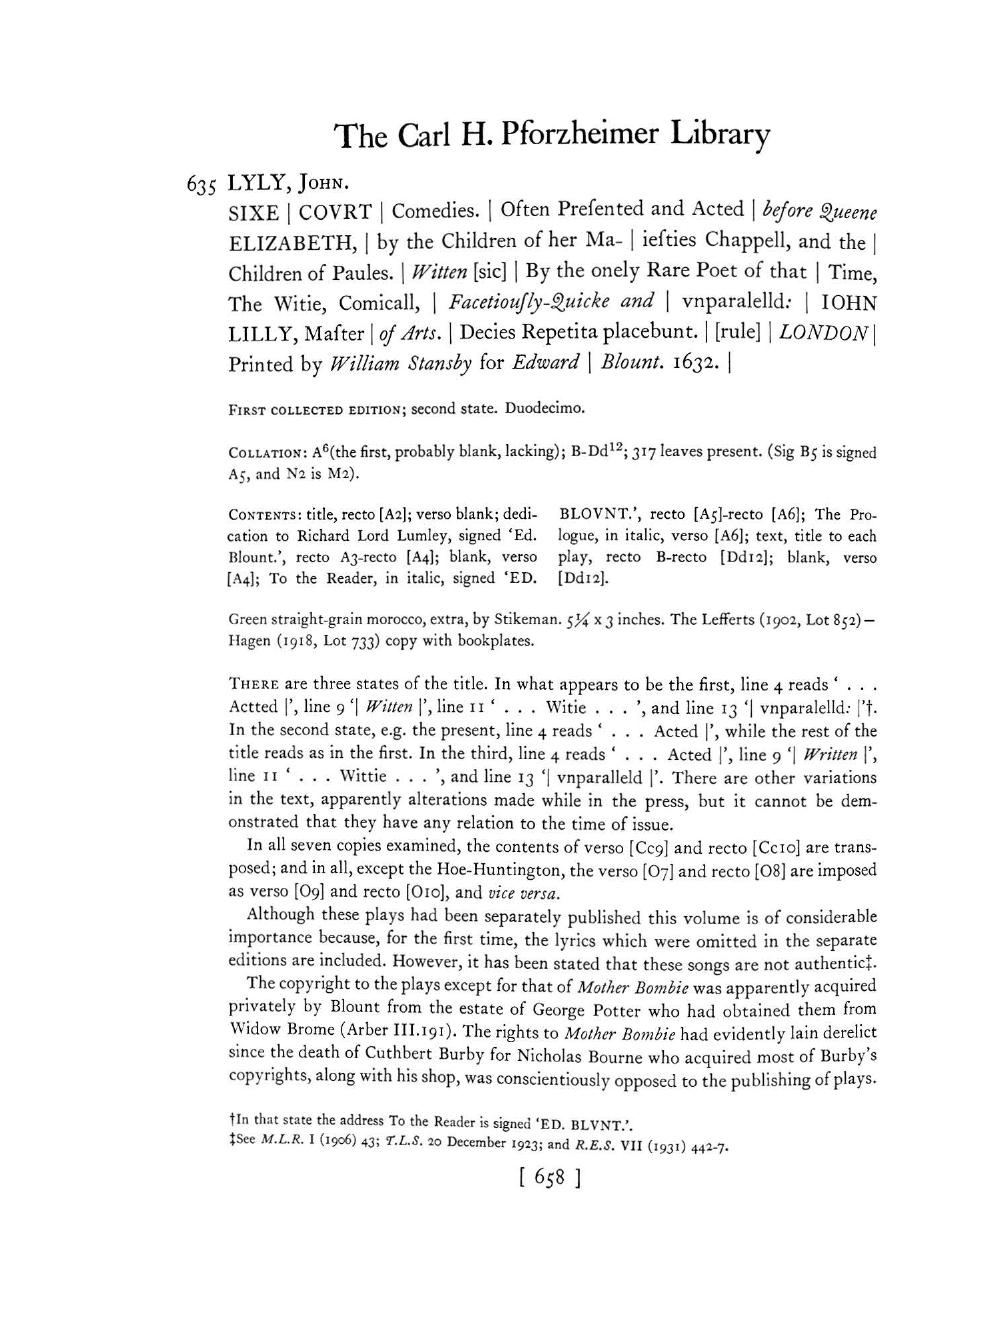 The Carl H. Pforzheimer Library
635 LYLY, JOHN.
SIXE | COVRT | Comedies. | Often Preſented and Acted | before Queene
ELIZABETH, | by the Children of her Ma- | ieſties Chappell, and the |
Children of Paules. | Witten [sic] | By the onely Rare Poet of that | Time,
The Witie, Comicall, | Facetiouſly-Quicke and | vnparalelld: | IOHN
LILLY, Maſter | of Arts. | Decies Repetita placebunt. | [rule] | LONDON |
Printed by William Stansby for Edward | Blount. 1632. |
FIRST COLLECTED EDITION; second state. Duodecimo.
COLLATION: A⁶(the first, probably blank, lacking); B-Dd¹²; 317 leaves present. (Sig B5 is signed
A5, and N2 is M2).
CONTENTS: title, recto [A2]; verso blank; dedi-
cation to Richard Lord Lumley, signed ‘Ed.
Blount.’, recto A3-recto [A4]; blank, verso
[A4]; To the Reader, in italic, signed ‘ED.
BLOVNT.’, recto [A5]-recto [A6]; The Pro-
logue, in italic, verso [A6]; text, title to each
play, recto B-recto [Dd12]; blank, verso
[Dd12].
Green straight-grain morocco, extra, by Stikeman. 5¼ x 3 inches. The Lefferts (1902, Lot 852) —
Hagen (1918, Lot 733) copy with bookplates.
THERE are three states of the title. In what appears to be the first, line 4 reads ‘ . . .
Actted |’, line 9 ‘| Witten |’, line 11 ‘ . . . Witie . . . ’, and line 13 ‘| vnparalelld: |’†.
In the second state, e.g. the present, line 4 reads ‘ . . . Acted |’, while the rest of the
title reads as in the first. In the third, line 4 reads ‘ . . . Acted |’, line 9 ‘| Written |’,
line 11 ‘ . . . Wittie . . . ’, and line 13 ‘| vnparalleld |’. There are other variations
in the text, apparently alterations made while in the press, but it cannot be dem-
onstrated that they have any relation to the time of issue.
In all seven copies examined, the contents of verso [Cc9] and recto [Cc10] are trans-
posed; and in all, except the Hoe-Huntington, the verso [O7] and recto [O8] are imposed
as verso [O9] and recto [O10], and vice versa.
Although these plays had been separately published this volume is of considerable
importance because, for the first time, the lyrics which were omitted in the separate
editions are included. However, it has been stated that these songs are not authentic‡.
The copyright to the plays except for that of Mother Bombie was apparently acquired
privately by Blount from the estate of George Potter who had obtained them from
Widow Brome (Arber III.191). The rights to Mother Bombie had evidently lain derelict
since the death of Cuthbert Burby for Nicholas Bourne who acquired most of Burby’s
copyrights, along with his shop, was conscientiously opposed to the publishing of plays.
†In that state the address To the Reader is signed ‘ED. BLVNT.’.
‡See M.L.R. I (1906) 43; T.L.S. 20 December 1923; and R.E.S. VII (1931) 442-7.
[ 658 ]